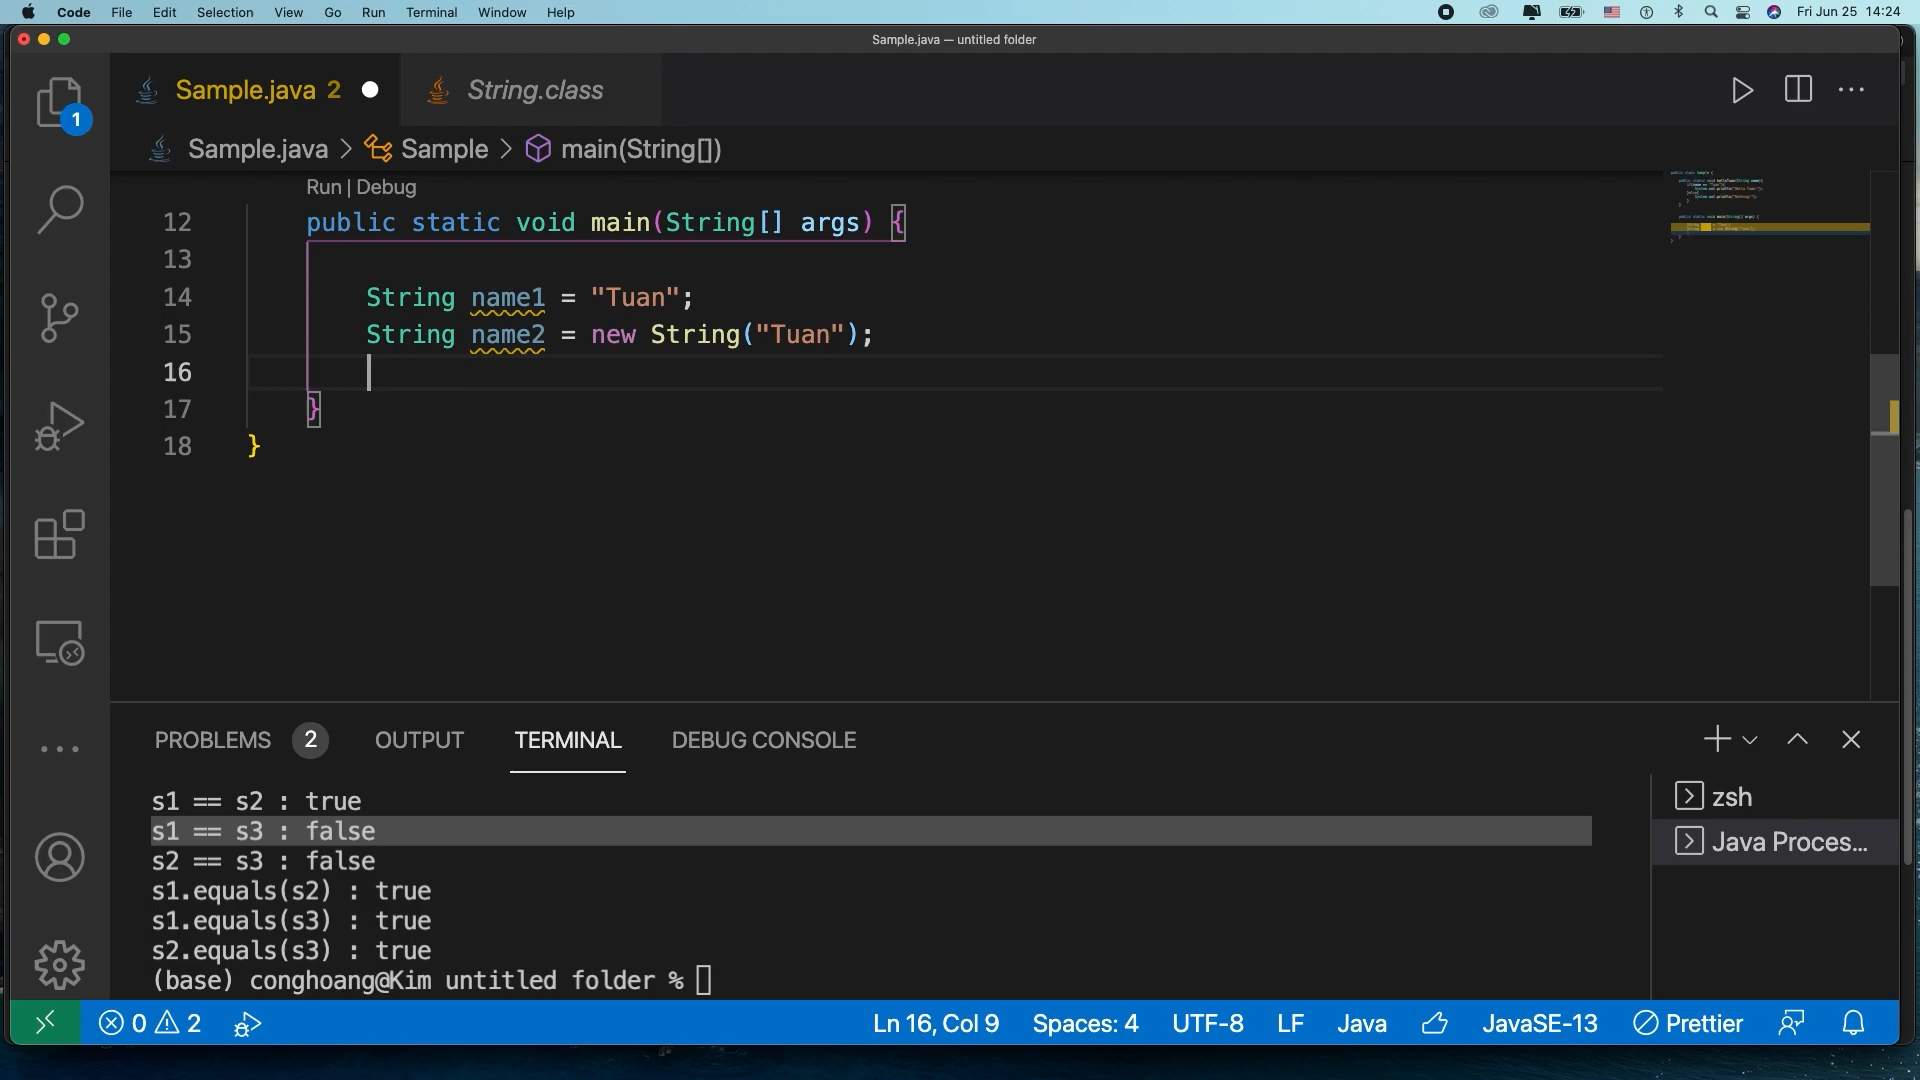 Code File Edit Selection View Go Run Terminal Window Help Fri Jun 25 14:24
Sample.java — untitled folder
Sample.java 2 String.class
1
Sample.java > Sample > main(String[])
Run | Debug
12 public static void main(String[] args) {
13
14 String name1 = "Tuan";
15 String name2 = new String("Tuan");
16
17 }
18 }
PROBLEMS 2 OUTPUT TERMINAL DEBUG CONSOLE
s1 == s2 : true
s1 == s3 : false
s2 == s3 : false
s1.equals(s2) : true
s1.equals(s3) : true
s2.equals(s3) : true
(base) conghoang@Kim untitled folder %
zsh
Java Proces...
0 2 Ln 16, Col 9 Spaces: 4 UTF-8 LF Java JavaSE-13 Prettier